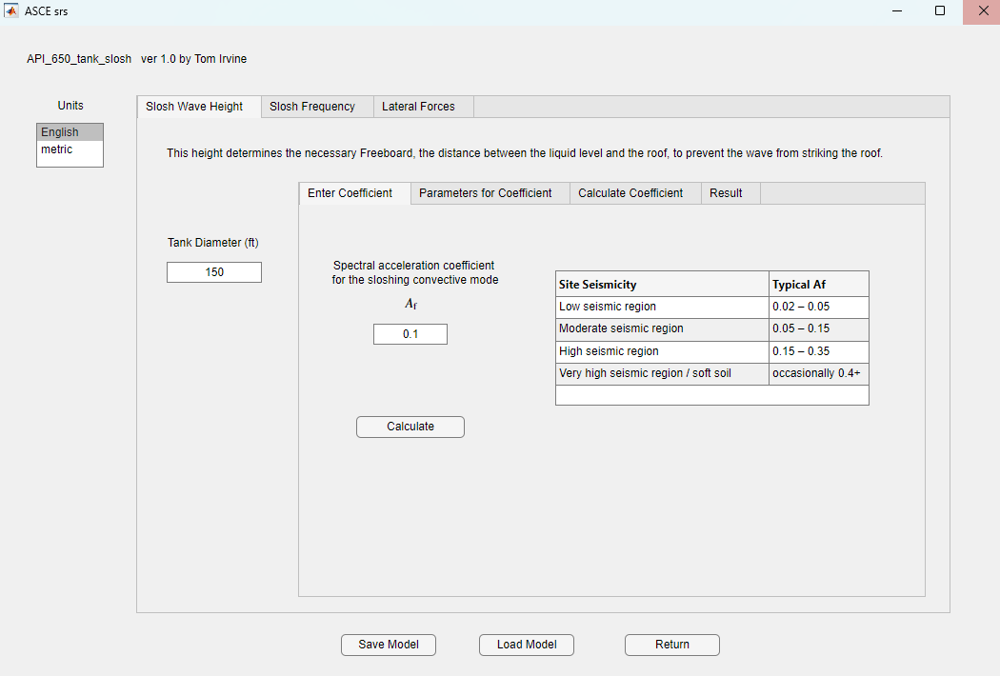 ASCE srs
API_650_tank_slosh   ver 1.0 by Tom Irvine
Units
English
metric
Slosh Wave Height
Slosh Frequency
Lateral Forces
This height determines the necessary Freeboard, the distance between the liquid level and the roof, to prevent the wave from striking the roof.
Enter Coefficient
Parameters for Coefficient
Calculate Coefficient
Result
Tank Diameter (ft)
150
Spectral acceleration coefficient
for the sloshing convective mode
Af
0.1
Calculate
Site Seismicity
Typical Af
Low seismic region
0.02 – 0.05
Moderate seismic region
0.05 – 0.15
High seismic region
0.15 – 0.35
Very high seismic region / soft soil
occasionally 0.4+
Save Model
Load Model
Return